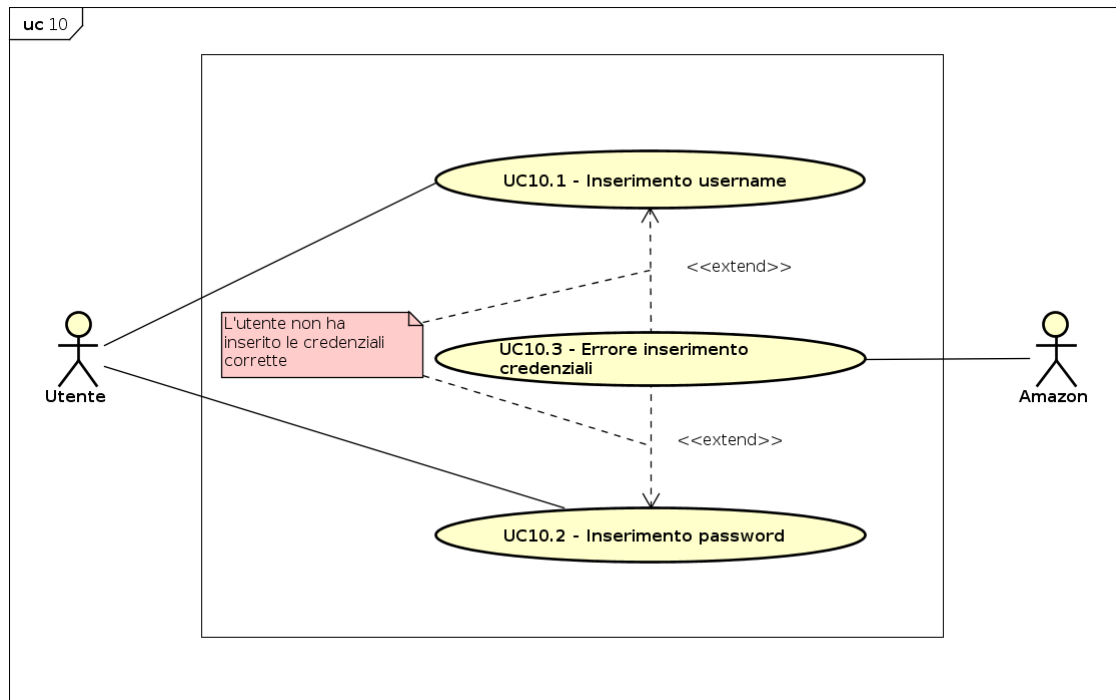 uc 10
UC10.1 - Inserimento username
<<extend>>
L'utente non ha
inserito le credenziali
corrette
UC10.3 - Errore inserimento
credenziali
Utente
Amazon
<<extend>>
UC10.2 - Inserimento password